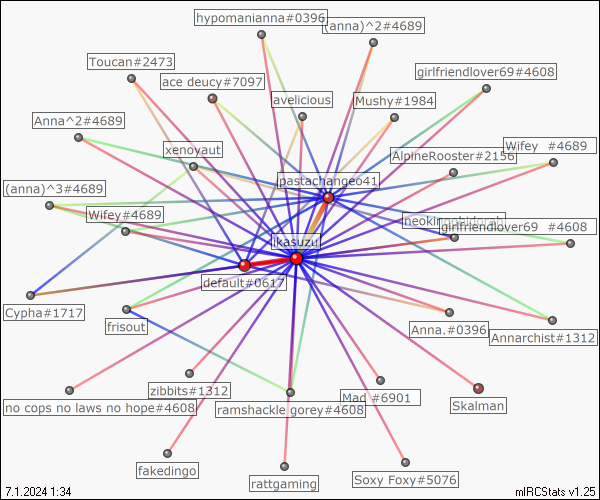 hypomanianna#0396
(anna)^2#4689
Toucan#2473
ace deucy#7097
girlfriendlover69#4608
avelicious
Mushy#1984
Anna^2#4689
xenoyaut
AlpineRooster#2156
Wifey #4689
pastachangeo41
(anna)^3#4689
Wifey#4689
girlfriendlover69 #4608
likasuzu
default#0617
Cypha#1717
frisout
Anna.#0396
Annarchist#1312
zibbits#1312
Mad #6901
no cops no laws no hope#4608
ramshackle gorey#4608
Skalman
fakedingo
rattgaming
Soxy Foxy#5076
7.1.2024 1:34
mIRCStats v1.25